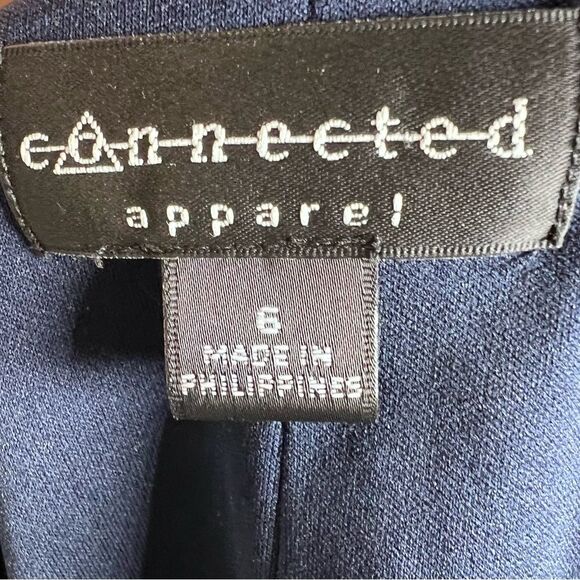 connected
apparel
6
MADE IN
PHILIPPINES